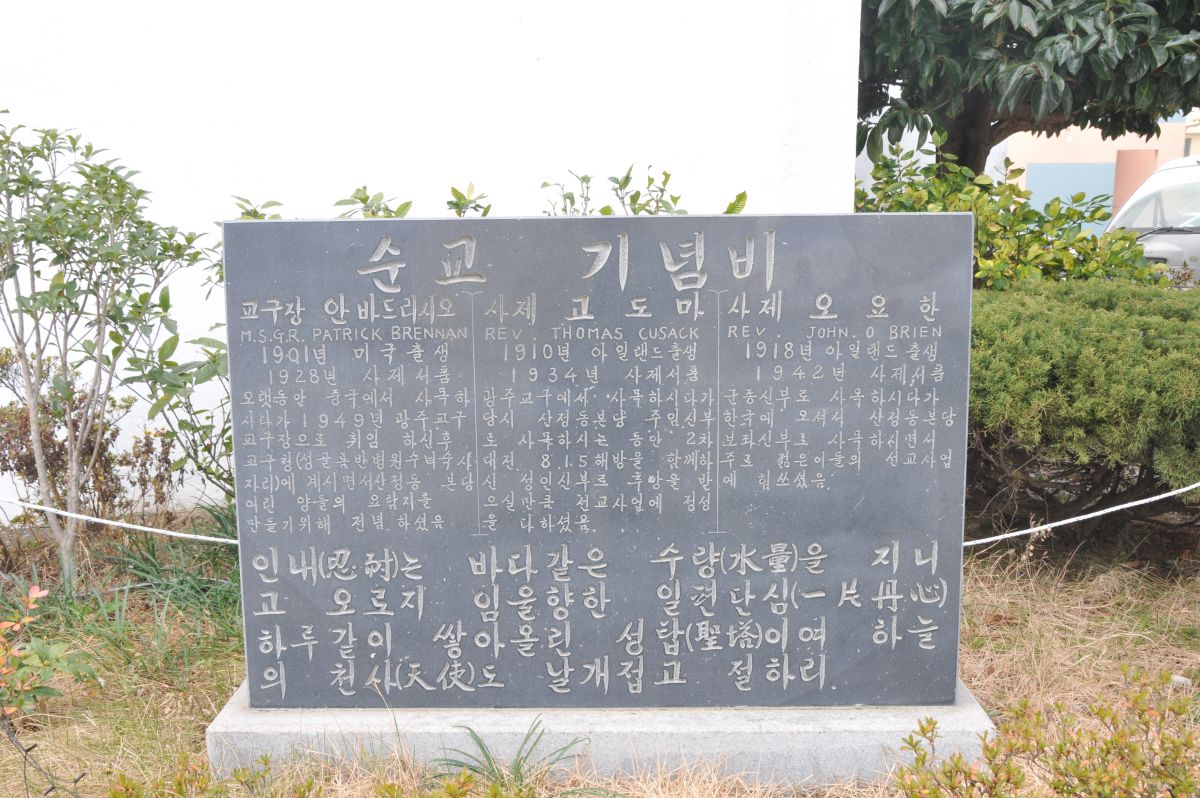 순교 기념비
교구장 안바드리시오
M.S.G.R. PATRICK BRENNAN
1901년 미국출생
1928년 사제서품
오랫동안 중국에서 사목하
시다가 1949년 광주교구
교구장으로 취임 하신후
교구청(성골롬반병원수녀숙사
자리)에 계시면서산정동 본당
어린 양들의 요람지를
만들기위해 전념하셨음
사제 고도마
REV. THOMAS CUSACK
1910년 아일랜드출생
1934년 사제서품
광주교구에서 사목하시다가
당시 산정동본당 주임신부
로 사목하시는 동안 2차
대전 8.15해방을 함께하
신 성인신부로 추앙을 받
으실만큼 전교사업에 정성
을 다하셨음
사제 오요한
REV. JOHN. O BRIEN
1918년 아일랜드출생
1942년 사제서품
군종신부로 사목하시다가
한국에 오셔서 산정동본당
보좌신부로 사목하시면서
주로 젊은이들의 선교사업
에 힘쓰셨음
인내(忍耐)는 바다같은 수량(水量)을 지니
고 오로지 임을향한 일편단심(一片丹心)
하루같이 쌓아올린 성탑(聖塔)이여 하늘
의 천사(天使)도 날개접고 절하리